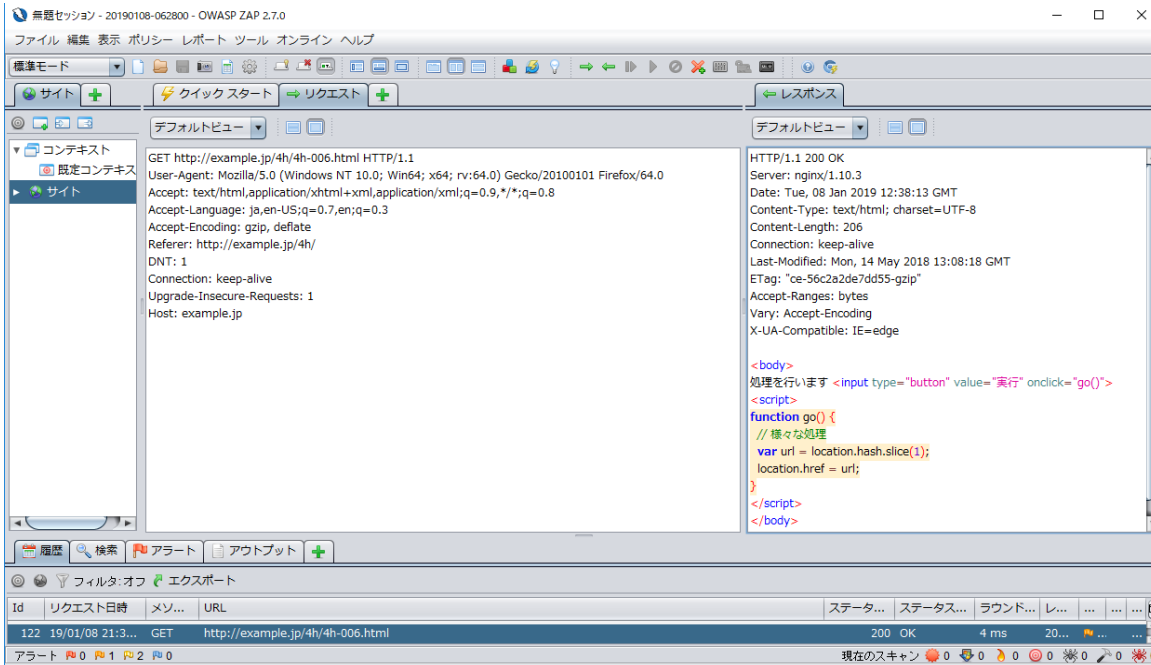 無題セッション - 20190108-062800 - OWASP ZAP 2.7.0
ファイル 編集 表示 ポリシー レポート ツール オンライン ヘルプ
標準モード
サイト
クイック スタート
リクエスト
レスポンス
デフォルトビュー
デフォルトビュー
コンテキスト
既定コンテキス
サイト
GET http://example.jp/4h/4h-006.html HTTP/1.1
User-Agent: Mozilla/5.0 (Windows NT 10.0; Win64; x64; rv:64.0) Gecko/20100101 Firefox/64.0
Accept: text/html,application/xhtml+xml,application/xml;q=0.9,*/*;q=0.8
Accept-Language: ja,en-US;q=0.7,en;q=0.3
Accept-Encoding: gzip, deflate
Referer: http://example.jp/4h/
DNT: 1
Connection: keep-alive
Upgrade-Insecure-Requests: 1
Host: example.jp
HTTP/1.1 200 OK
Server: nginx/1.10.3
Date: Tue, 08 Jan 2019 12:38:13 GMT
Content-Type: text/html; charset=UTF-8
Content-Length: 206
Connection: keep-alive
Last-Modified: Mon, 14 May 2018 13:08:18 GMT
ETag: "ce-56c2a2de7dd55-gzip"
Accept-Ranges: bytes
Vary: Accept-Encoding
X-UA-Compatible: IE=edge
<body>
処理を行います <input type="button" value="実行" onclick="go()">
<script>
function go() {
// 様々な処理
var url = location.hash.slice(1);
location.href = url;
}
</script>
</body>
履歴 検索 アラート アウトプット
フィルタ:オフ エクスポート
Id リクエスト日時 メソ... URL ステータ... ステータス... ラウンド... レ... ... ... ...
122 19/01/08 21:3... GET http://example.jp/4h/4h-006.html 200 OK 4 ms 20... ... ...
アラート 0 1 2 0 現在のスキャン 0 0 0 0 0 0